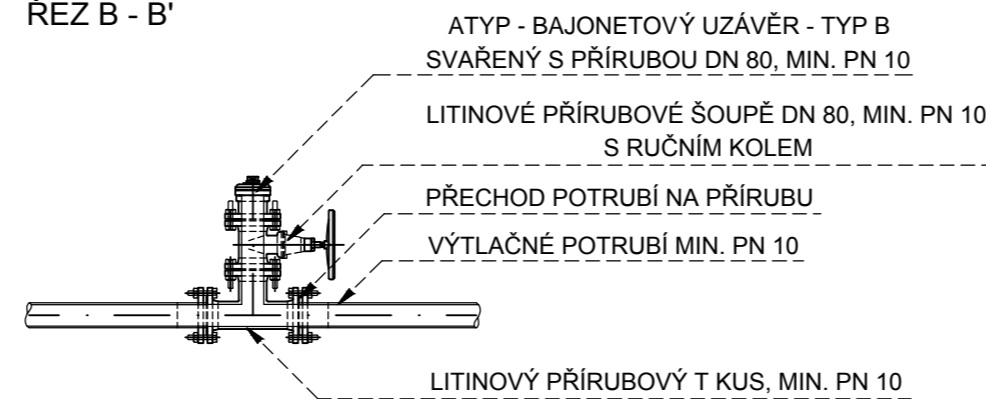 ŘEZ B - B'
ATYP - BAJONETOVÝ UZÁVĚR - TYP B
SVAŘENÝ S PŘÍRUBOU DN 80, MIN. PN 10
LITINOVÉ PŘÍRUBOVÉ ŠOUPĚ DN 80, MIN. PN 10
S RUČNÍM KOLEM
PŘECHOD POTRUBÍ NA PŘÍRUBU
VÝTLAČNÉ POTRUBÍ MIN. PN 10
LITINOVÝ PŘÍRUBOVÝ T KUS, MIN. PN 10